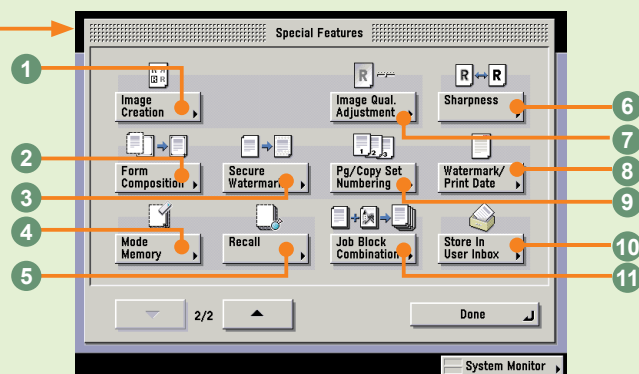 Special Features
1
Image
Creation
Image Qual.
Adjustment
Sharpness
6
7
2
Form
Composition
Secure
Watermark
Pg/Copy Set
Numbering
Watermark/
Print Date
8
3
9
4
Mode
Memory
Recall
Job Block
Combination
Store In
User Inbox
10
5
11
2/2
Done
System Monitor